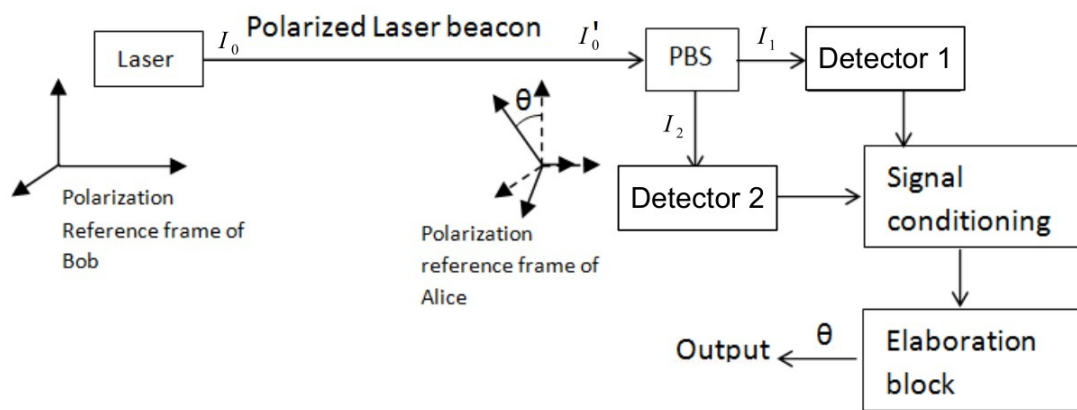 Polarized Laser beacon
I₀
I₀'
I₁
Laser
PBS
Detector 1
θ
I₂
Polarization
Reference frame of
Bob
Polarization
reference frame of
Alice
Detector 2
Signal
conditioning
Output
θ
Elaboration
block